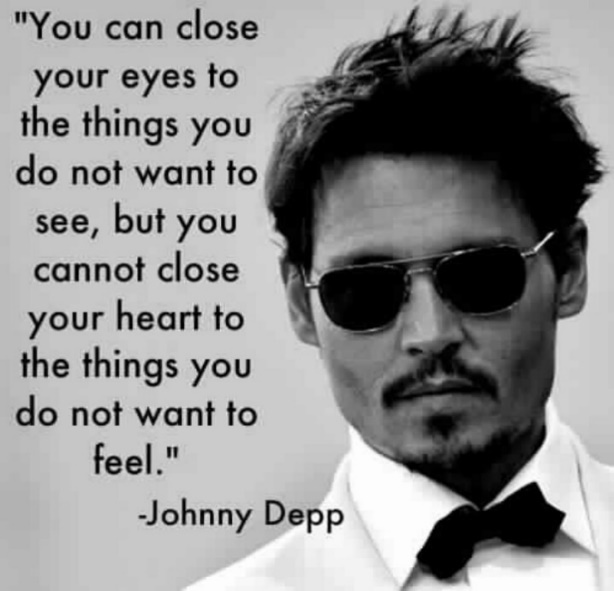 "You can close
your eyes to
the things you
do not want to
see, but you
cannot close
your heart to
the things you
do not want to
feel."
-Johnny Depp